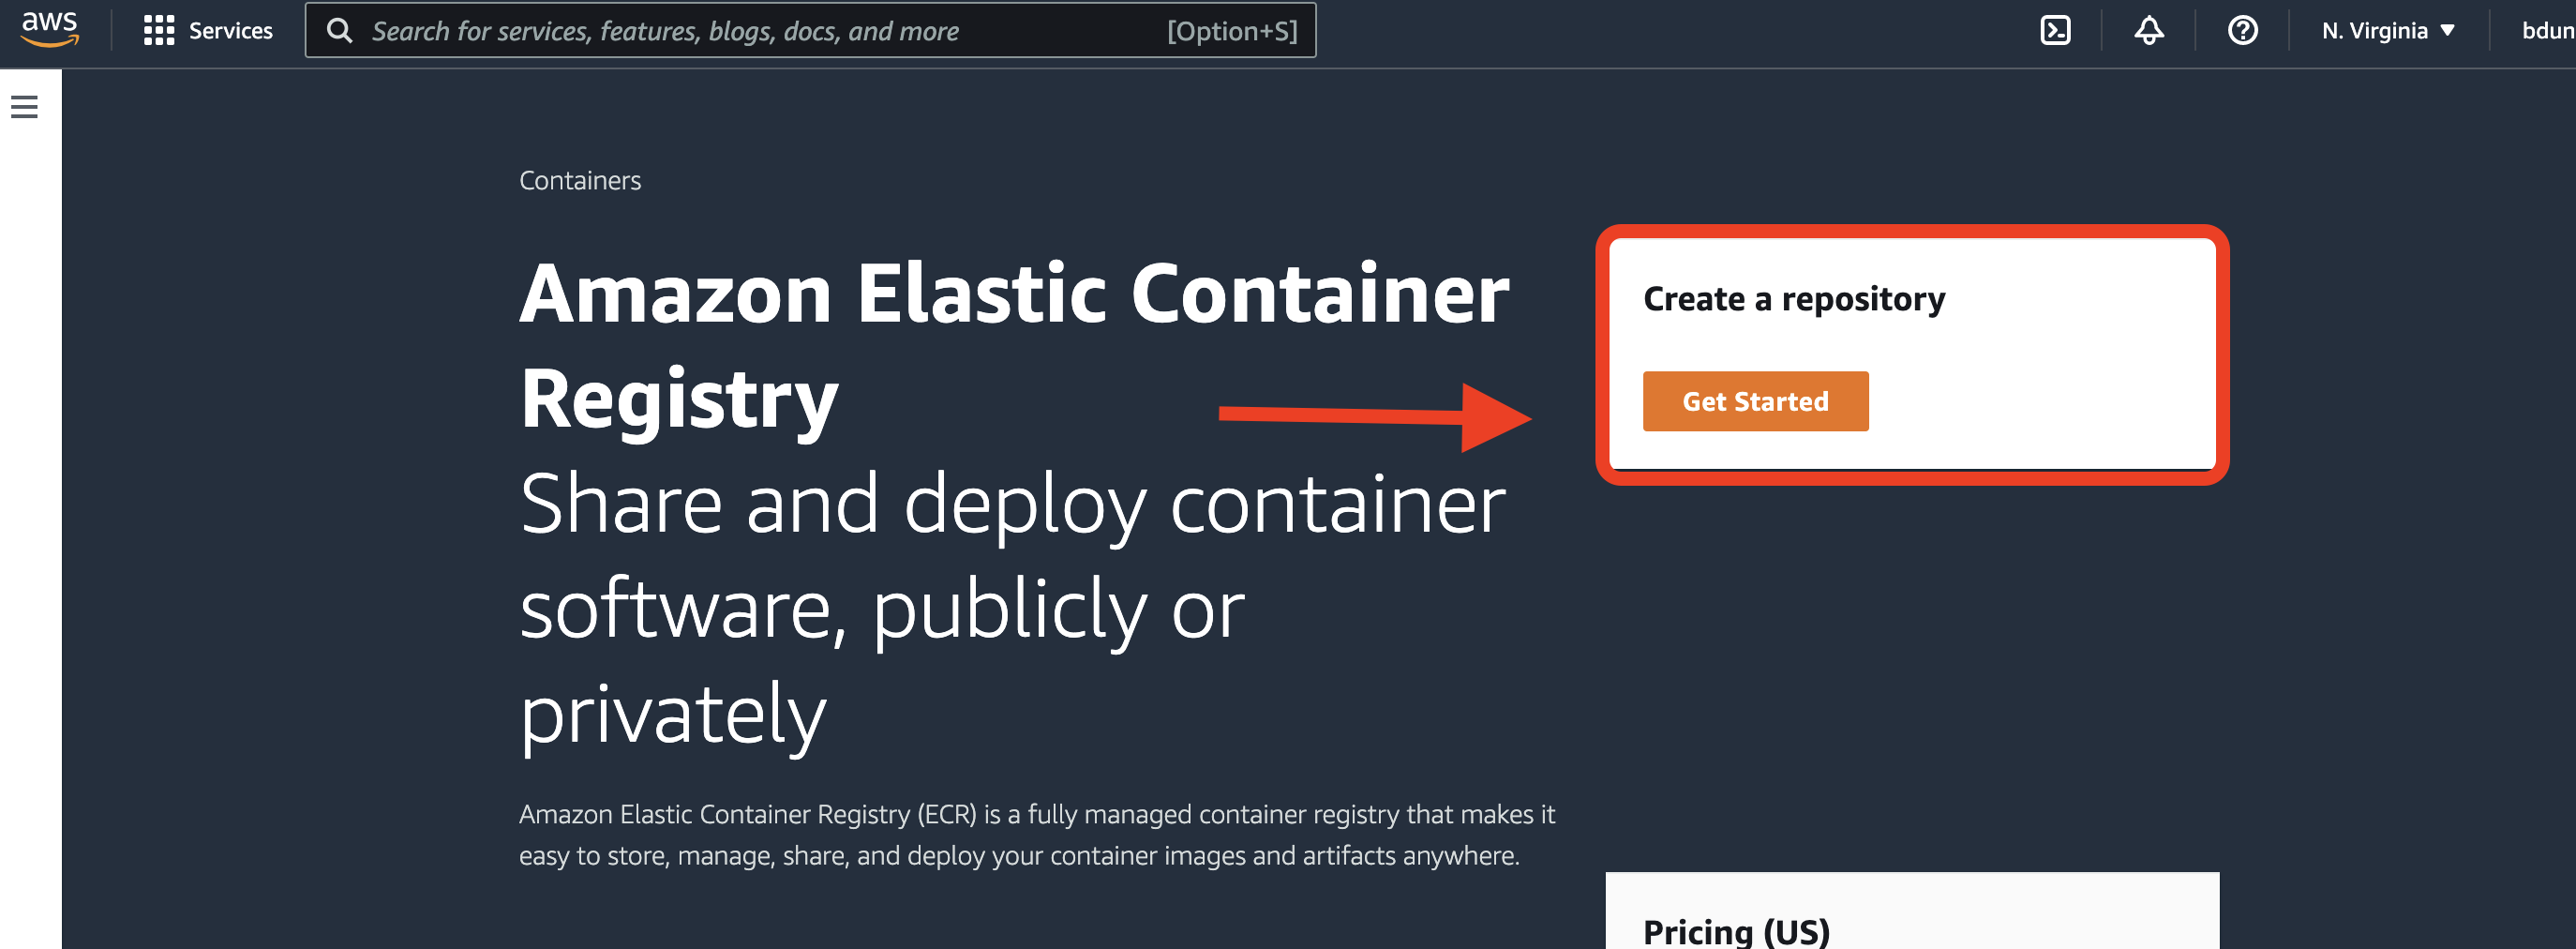 aws
Services
Search for services, features, blogs, docs, and more
[Option+S]
N. Virginia
bdun
Containers
Amazon Elastic Container
Registry
Share and deploy container
software, publicly or
privately
Amazon Elastic Container Registry (ECR) is a fully managed container registry that makes it
easy to store, manage, share, and deploy your container images and artifacts anywhere.
Create a repository
Get Started
Pricing (US)